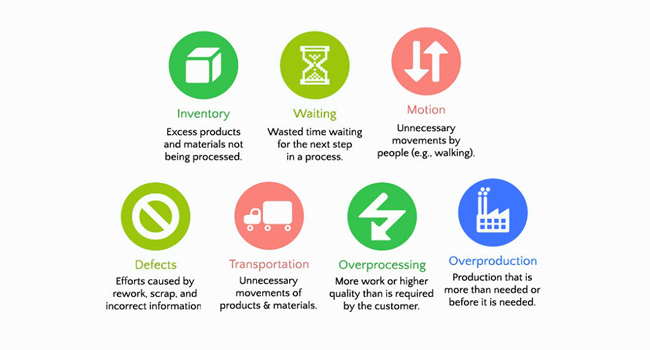 Inventory
Excess products
and materials not
being processed.
Waiting
Wasted time waiting
for the next step
in a process.
Motion
Unnecessary
movements by
people (e.g., walking).
Defects
Efforts caused by
rework, scrap, and
incorrect information
Transportation
Unnecessary
movements of
products & materials.
Overprocessing
More work or higher
quality than is required
by the customer.
Overproduction
Production that is
more than needed or
before it is needed.